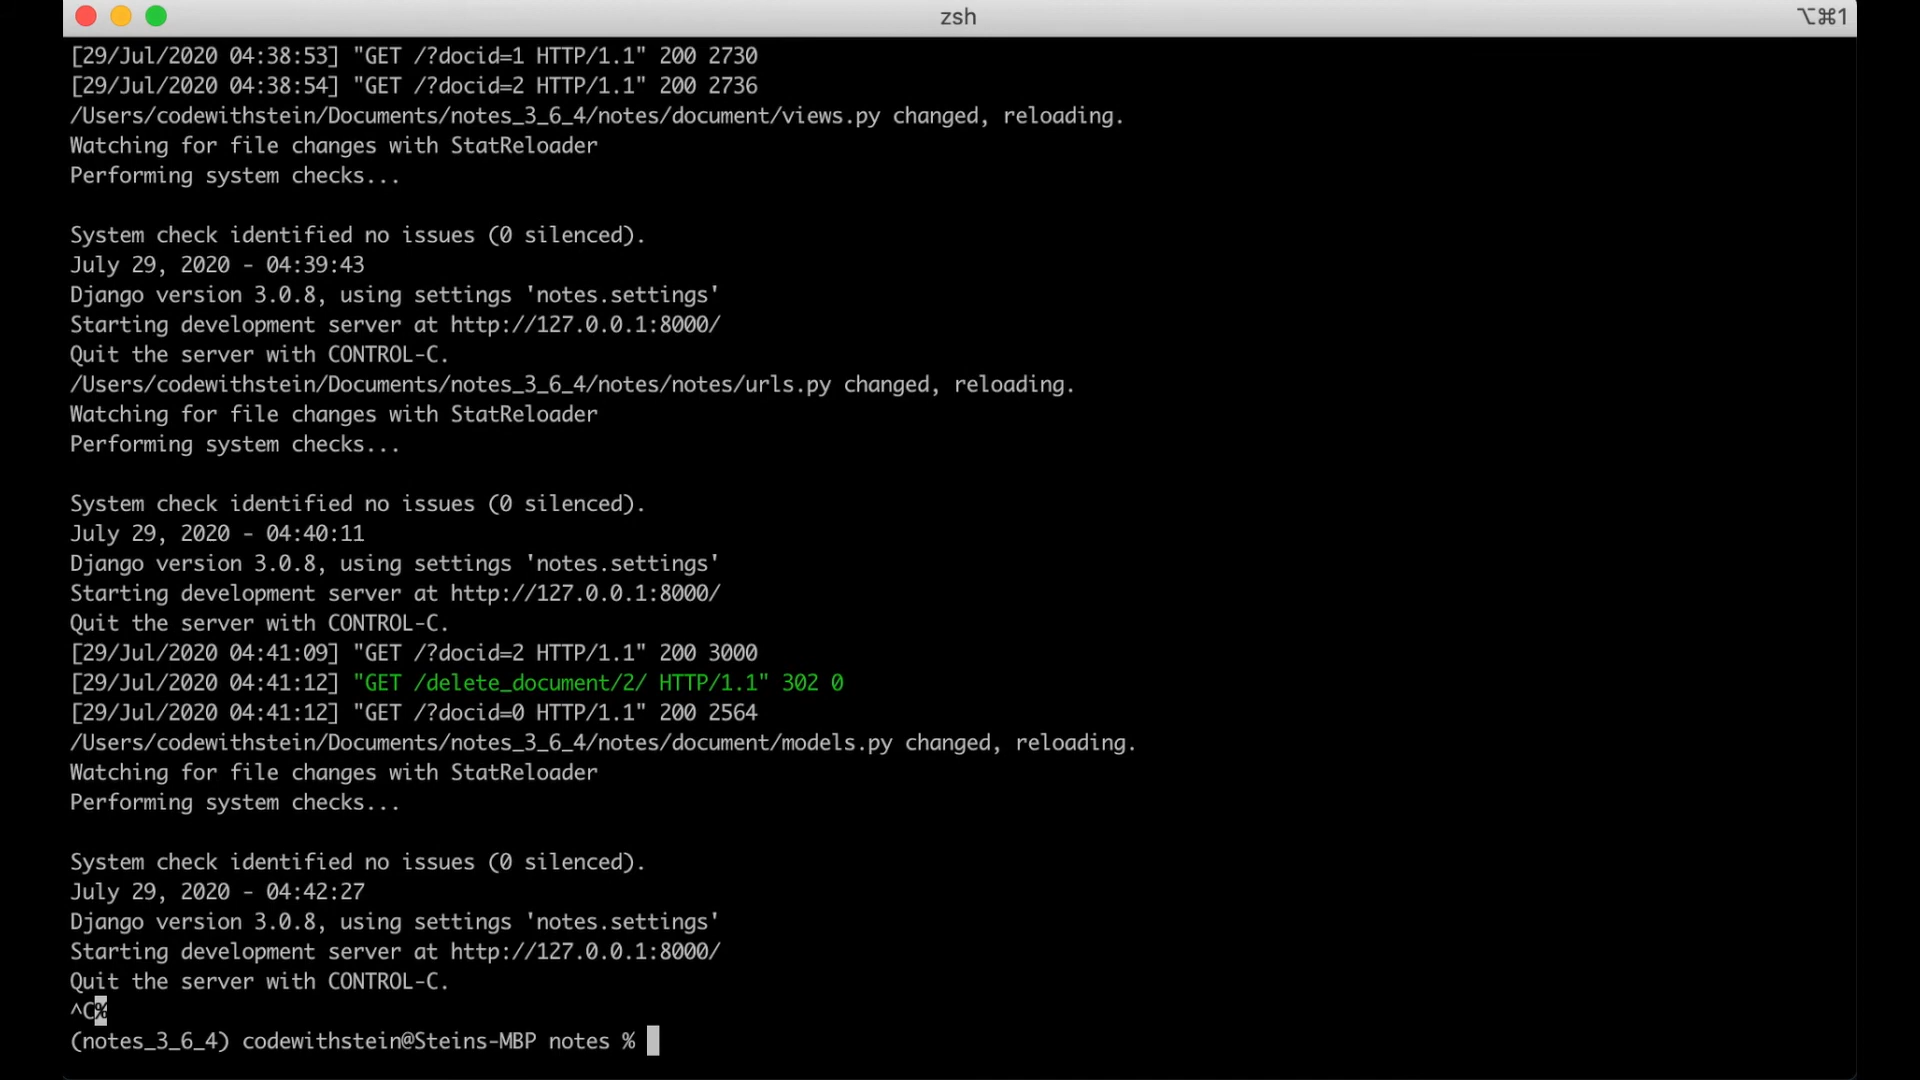 zsh
⌥⌘1
[29/Jul/2020 04:38:53] "GET /?docid=1 HTTP/1.1" 200 2730
[29/Jul/2020 04:38:54] "GET /?docid=2 HTTP/1.1" 200 2736
/Users/codewithstein/Documents/notes_3_6_4/notes/document/views.py changed, reloading.
Watching for file changes with StatReloader
Performing system checks...
System check identified no issues (0 silenced).
July 29, 2020 - 04:39:43
Django version 3.0.8, using settings 'notes.settings'
Starting development server at http://127.0.0.1:8000/
Quit the server with CONTROL-C.
/Users/codewithstein/Documents/notes_3_6_4/notes/notes/urls.py changed, reloading.
Watching for file changes with StatReloader
Performing system checks...
System check identified no issues (0 silenced).
July 29, 2020 - 04:40:11
Django version 3.0.8, using settings 'notes.settings'
Starting development server at http://127.0.0.1:8000/
Quit the server with CONTROL-C.
[29/Jul/2020 04:41:09] "GET /?docid=2 HTTP/1.1" 200 3000
[29/Jul/2020 04:41:12] "GET /delete_document/2/ HTTP/1.1" 302 0
[29/Jul/2020 04:41:12] "GET /?docid=0 HTTP/1.1" 200 2564
/Users/codewithstein/Documents/notes_3_6_4/notes/document/models.py changed, reloading.
Watching for file changes with StatReloader
Performing system checks...
System check identified no issues (0 silenced).
July 29, 2020 - 04:42:27
Django version 3.0.8, using settings 'notes.settings'
Starting development server at http://127.0.0.1:8000/
Quit the server with CONTROL-C.
^C%
(notes_3_6_4) codewithstein@Steins-MBP notes %